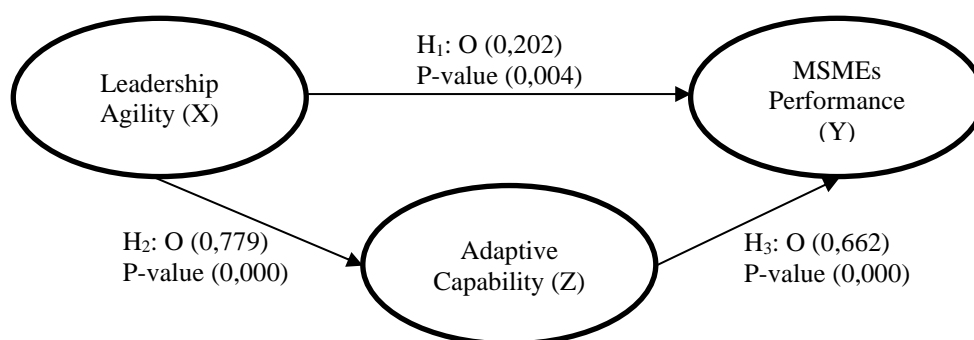 H₁: O (0,202)
P-value (0,004)
Leadership
Agility (X)
MSMEs
Performance
(Y)
H₂: O (0,779)
P-value (0,000)
Adaptive
Capability (Z)
H₃: O (0,662)
P-value (0,000)